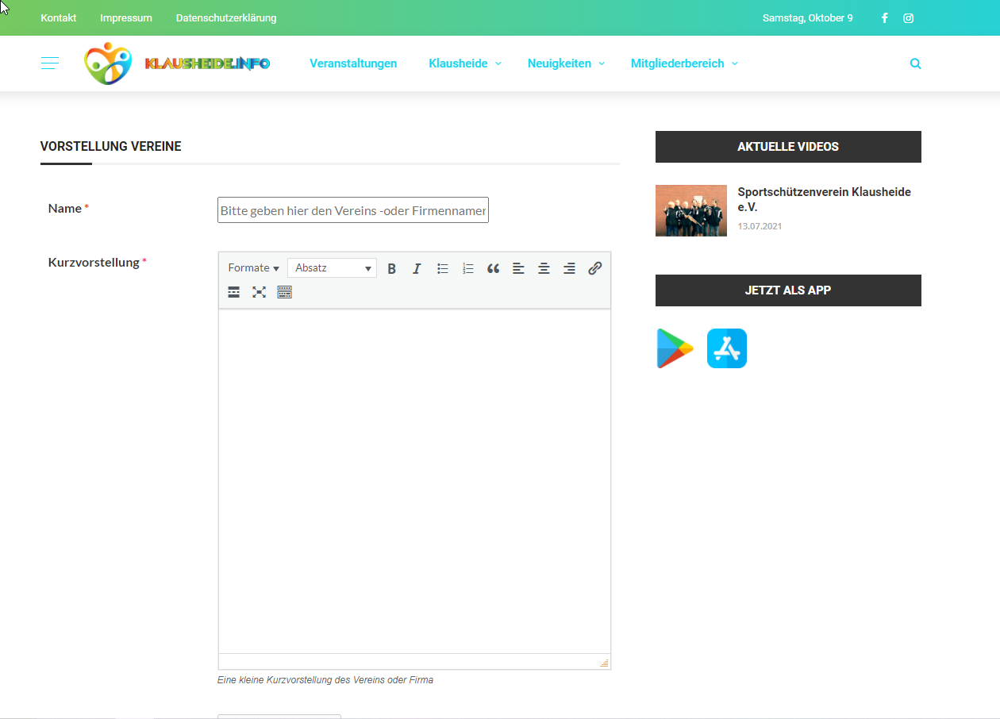 Kontakt Impressum Datenschutzerklärung Samstag, Oktober 9
KLAUSHEIDE.INFO Veranstaltungen Klausheide Neuigkeiten Mitgliederbereich
VORSTELLUNG VEREINE
Name *
Bitte geben hier den Vereins -oder Firmennamen
Kurzvorstellung *
Formate Absatz B I
Eine kleine Kurzvorstellung des Vereins oder Firma
AKTUELLE VIDEOS
Sportschützenverein Klausheide
e.V.
13.07.2021
JETZT ALS APP